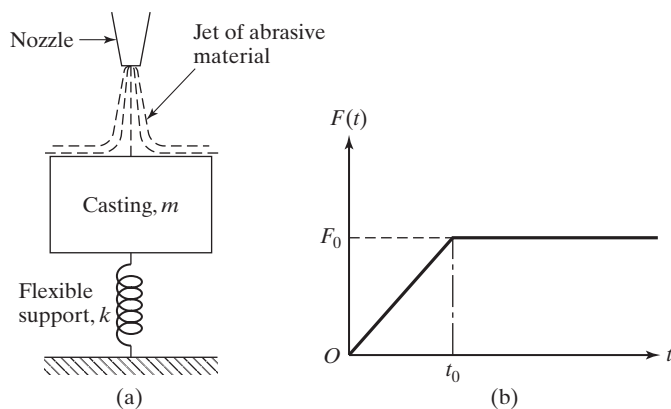 Nozzle
Jet of abrasive
material
Casting, m
Flexible
support, k
(a)
F(t)
F₀
O
t₀
t
(b)